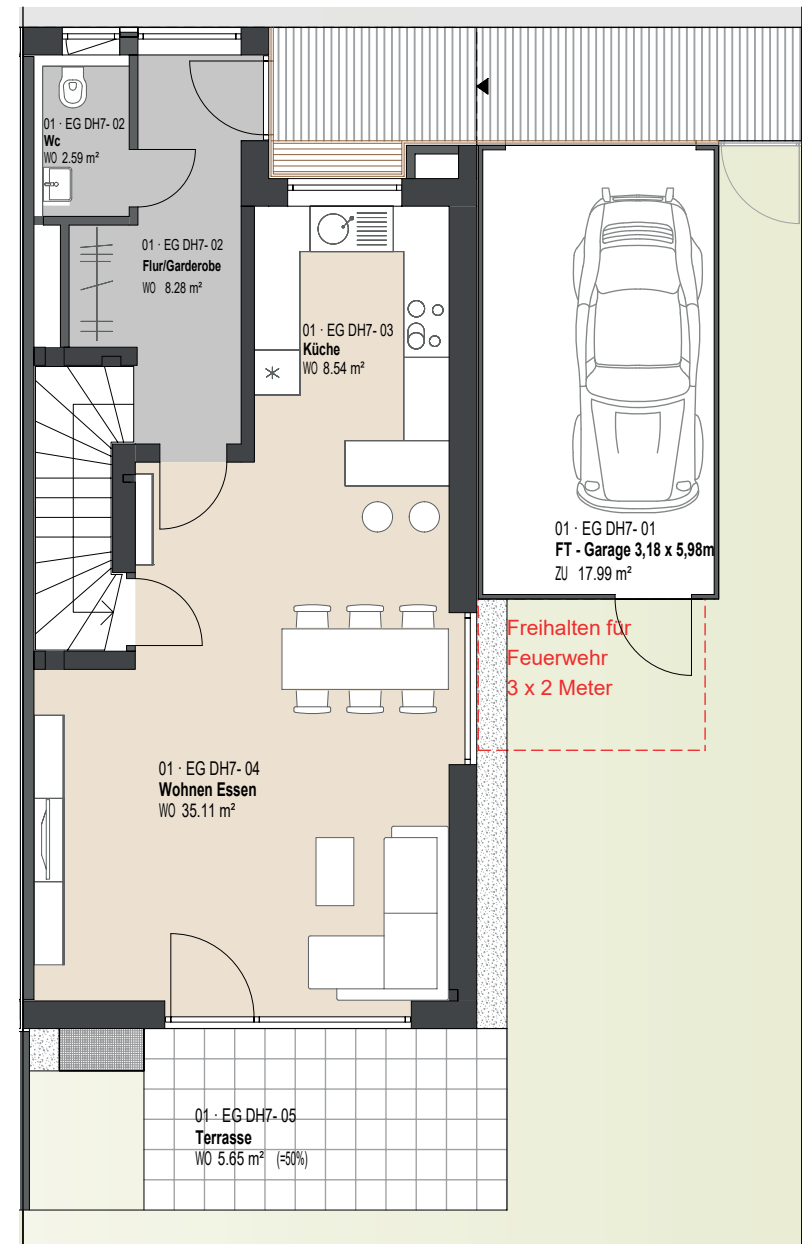 01 · EG DH7- 02
Wc
WO 2.59 m²
01 · EG DH7- 02
Flur/Garderobe
WO 8.28 m²
01 · EG DH7- 03
Küche
WO 8.54 m²
01 · EG DH7- 01
FT - Garage 3,18 x 5,98m
ZU 17.99 m²
Freihalten für
Feuerwehr
3 x 2 Meter
01 · EG DH7- 04
Wohnen Essen
WO 35.11 m²
01 · EG DH7- 05
Terrasse
WO 5.65 m² (=50%)